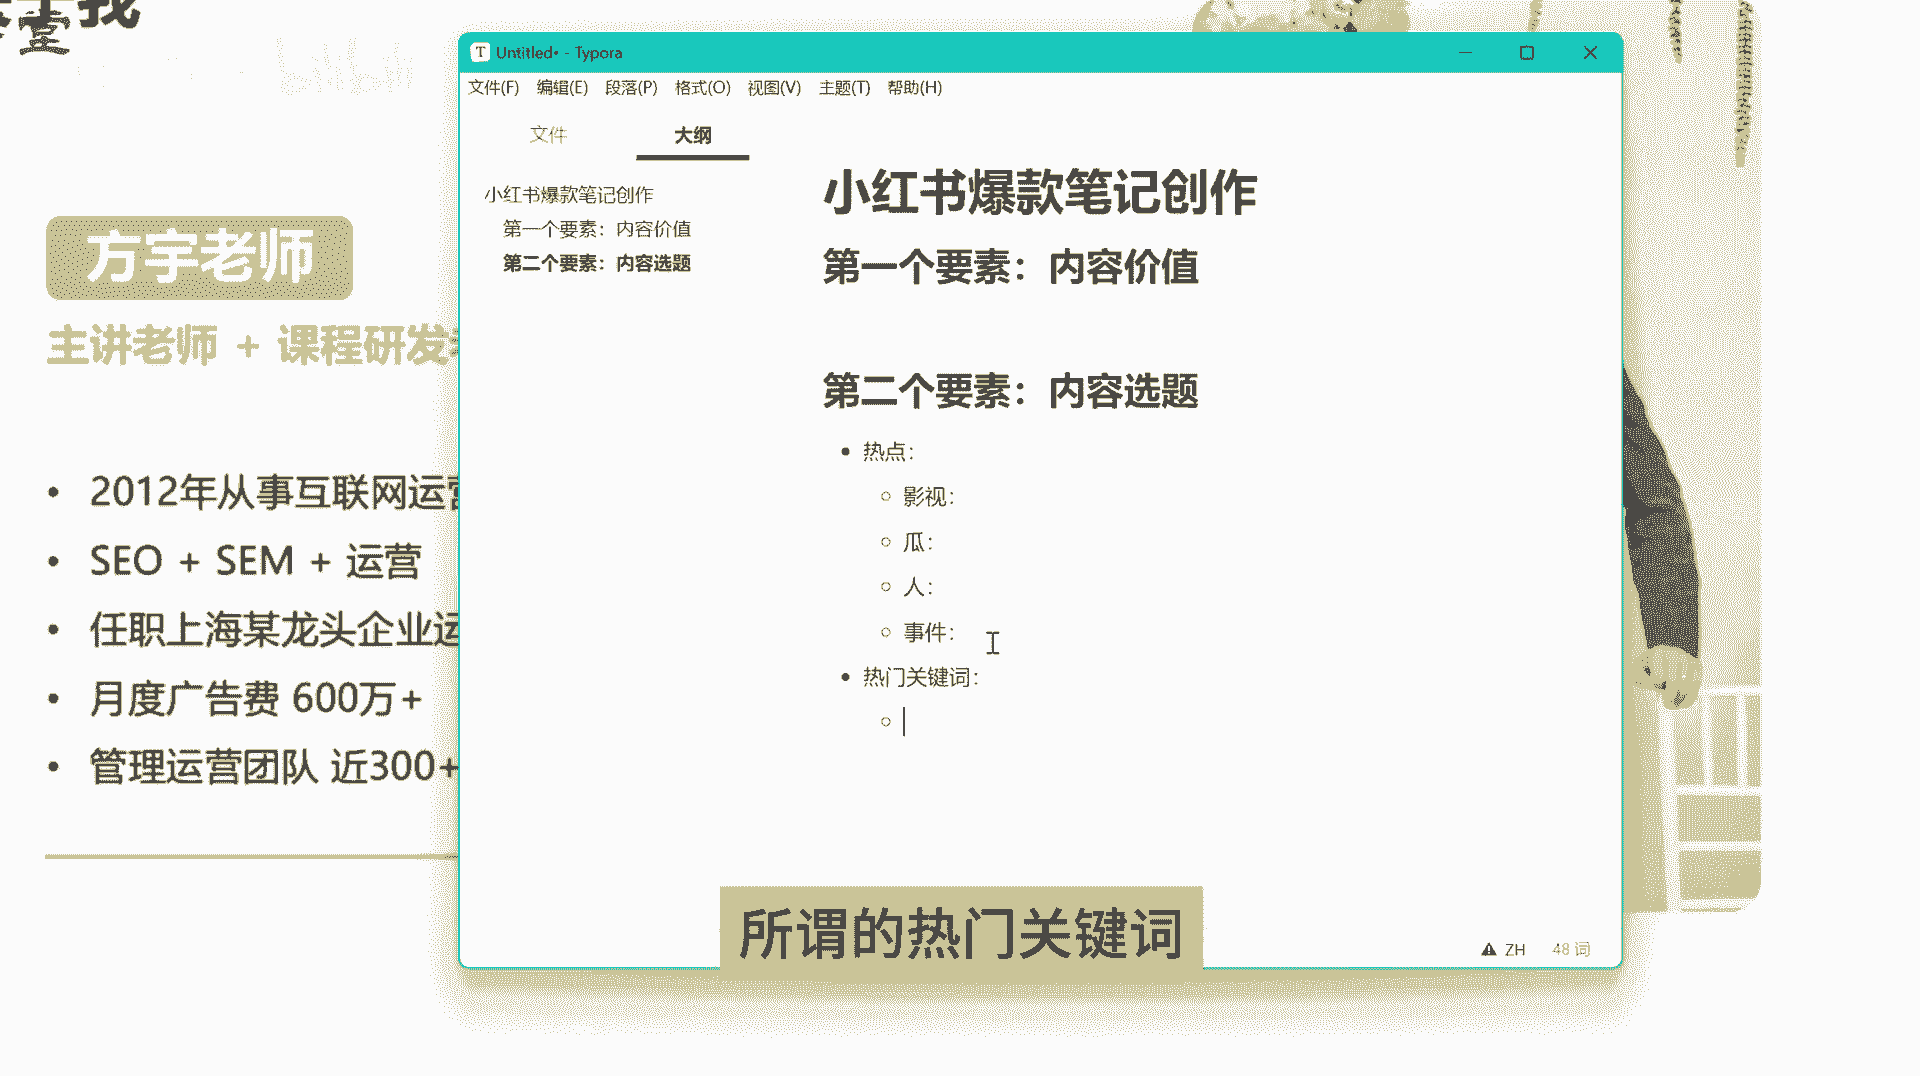 堂
bilibili
方宇老师
主讲老师 + 课程研发
2012年从事互联网运营
SEO + SEM + 运营
任职上海某龙头企业运
月度广告费 600万+
管理运营团队 近300+
T Untitled• - Typora
文件(F) 编辑(E) 段落(P) 格式(O) 视图(V) 主题(T) 帮助(H)
文件 大纲
小红书爆款笔记创作
第一个要素：内容价值
第二个要素：内容选题
小红书爆款笔记创作
第一个要素：内容价值
第二个要素：内容选题
热点：
影视：
瓜：
人：
事件：
热门关键词：
所谓的热门关键词
ZH 48 词